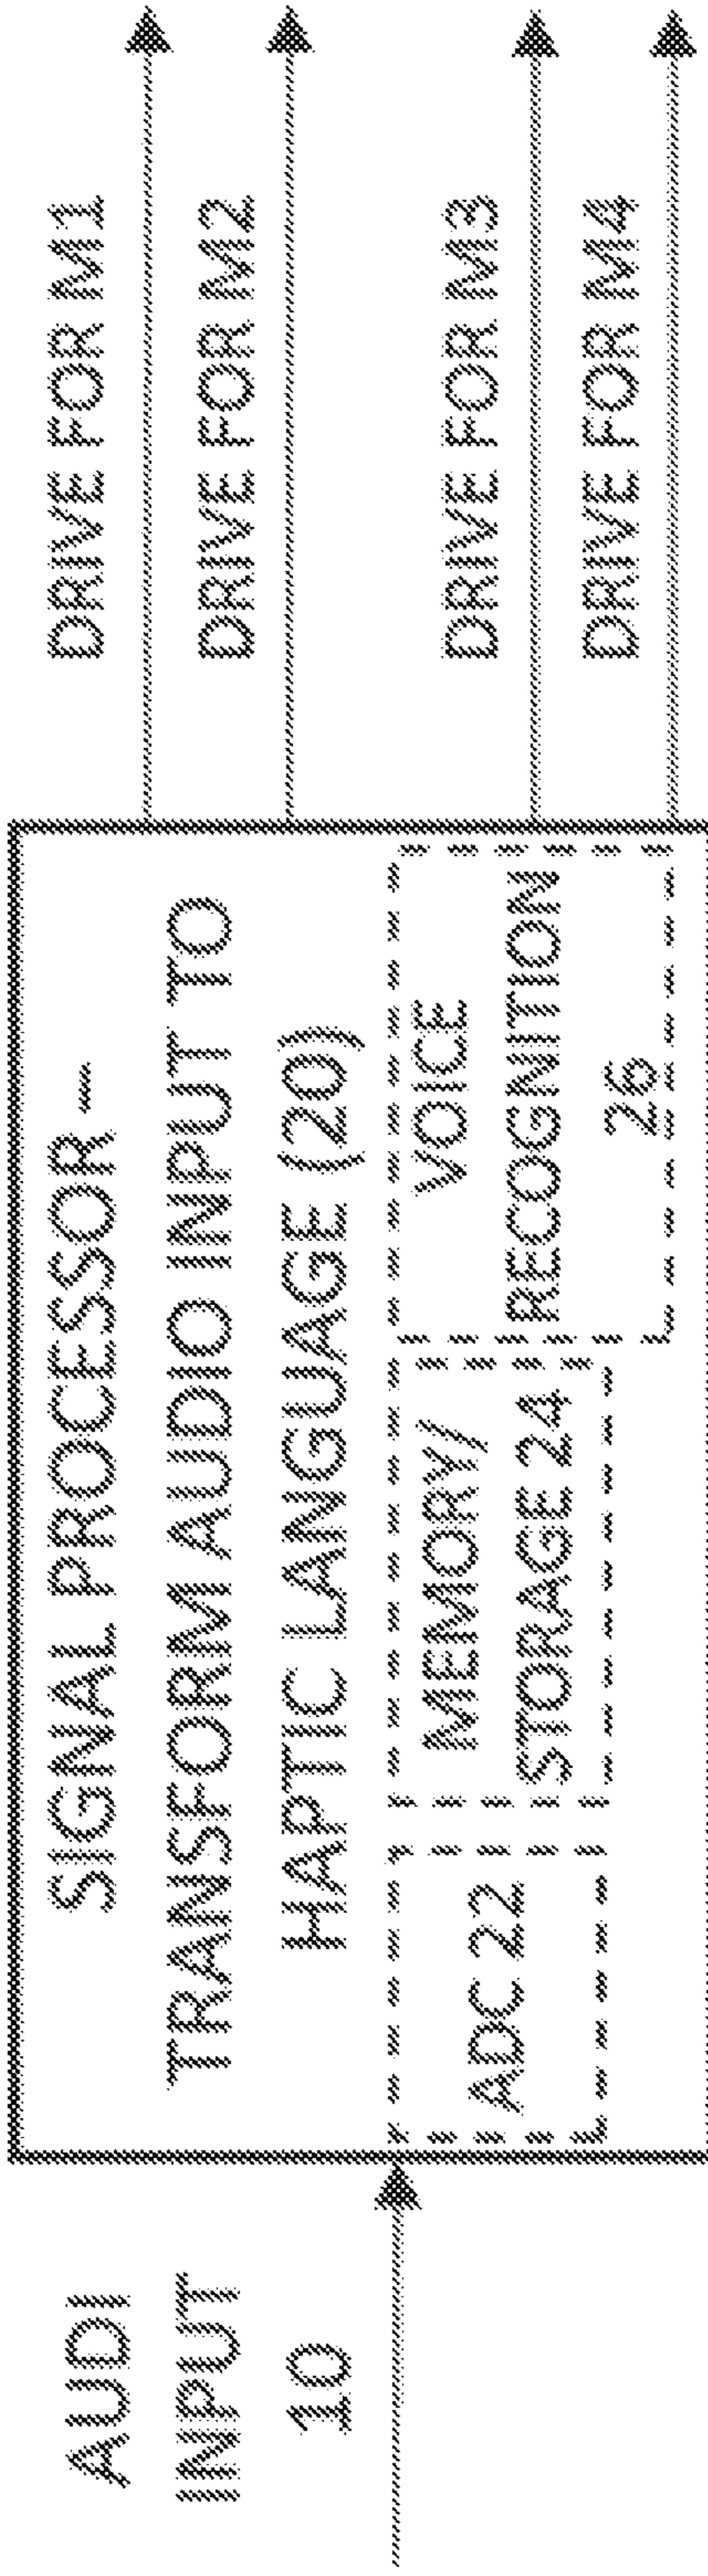 AUDI
INPUT
10
SIGNAL PROCESSOR –
TRANSFORM AUDIO INPUT TO
HAPTIC LANGUAGE (20)
ADC 22
MEMORY/
STORAGE 24
VOICE
RECOGNITION
26
DRIVE FOR M1
DRIVE FOR M2
DRIVE FOR M3
DRIVE FOR M4